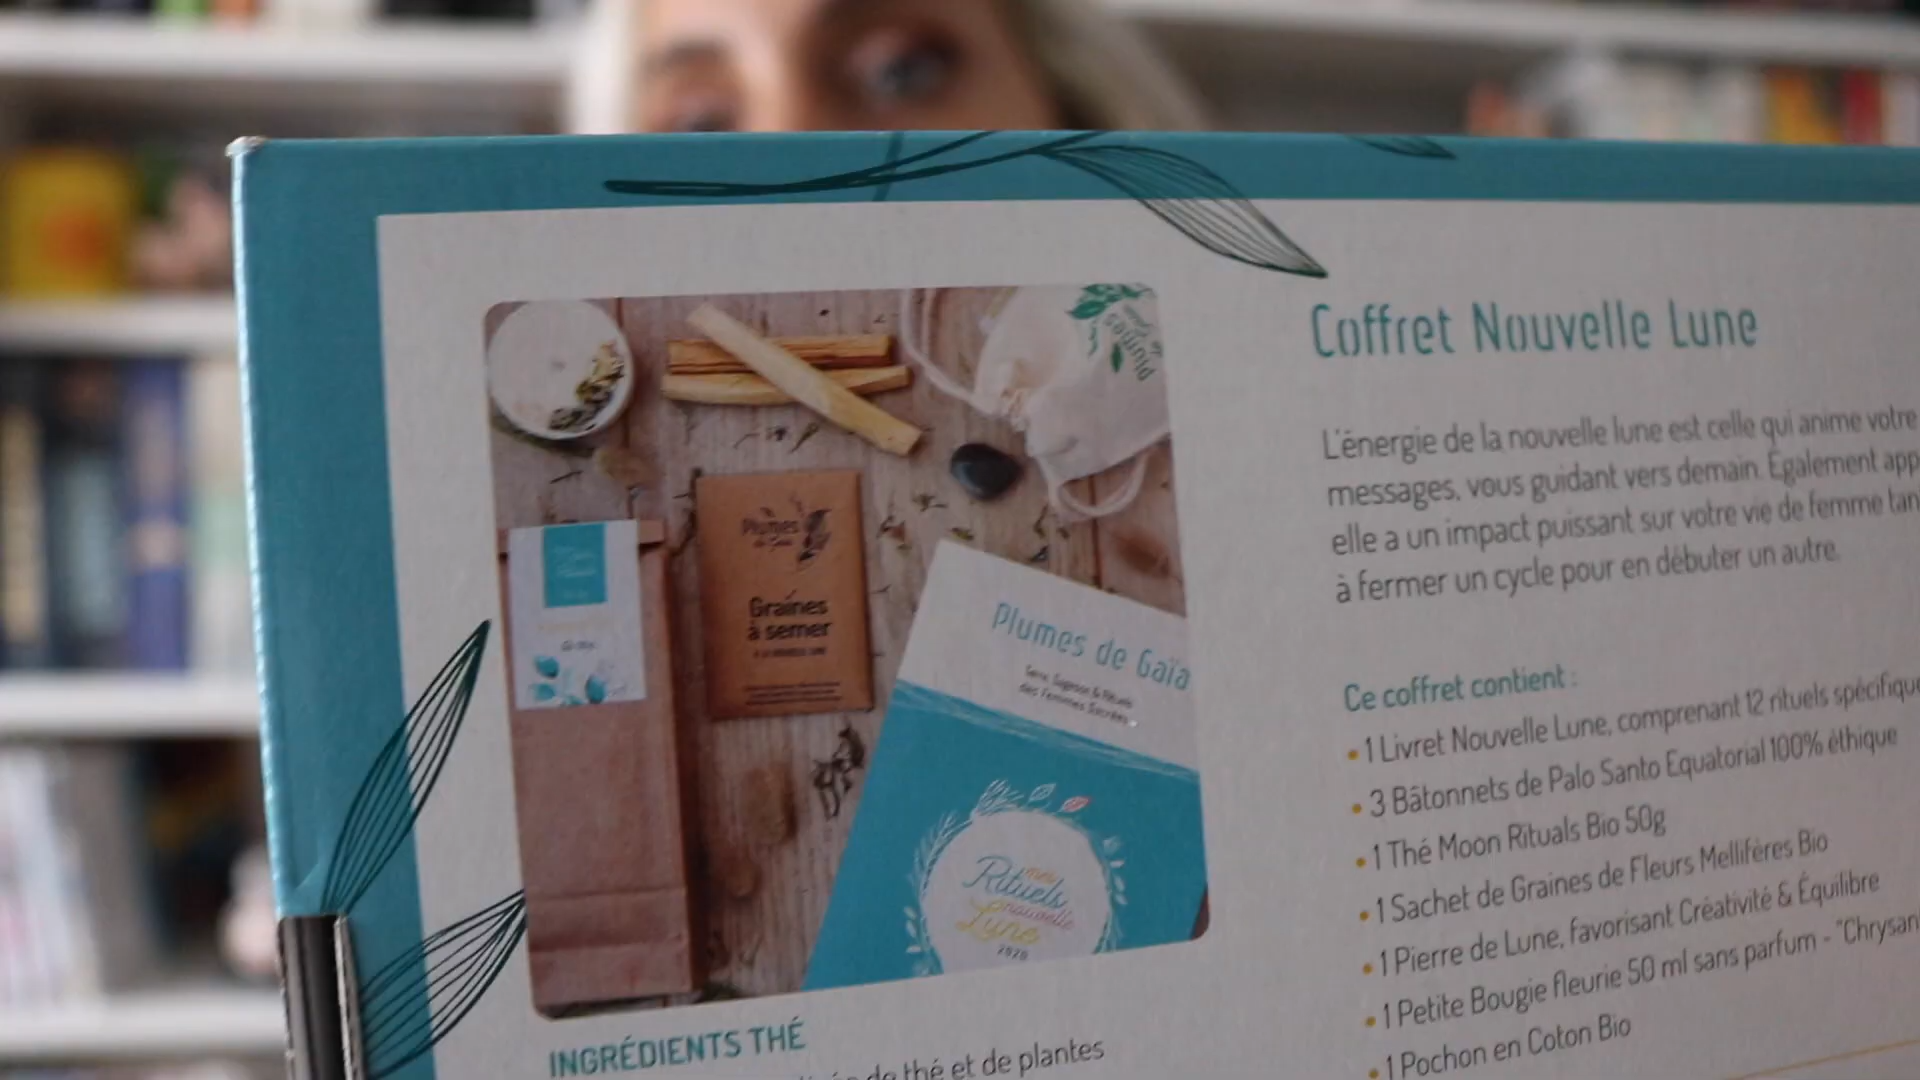 Coffret Nouvelle Lune
L'énergie de la nouvelle lune est celle qui anime votre
messages, vous guidant vers demain. Également app
elle a un impact puissant sur votre vie de femme tan
à fermer un cycle pour en débuter un autre.
Ce coffret contient :
• 1 Livret Nouvelle Lune, comprenant 12 rituels spécifique
• 3 Bâtonnets de Palo Santo Equatorial 100% éthique
• 1 Thé Moon Rituals Bio 50g
• 1 Sachet de Graines de Fleurs Mellifères Bio
• 1 Pierre de Lune, favorisant Créativité & Équilibre
• 1 Petite Bougie fleurie 50 ml sans parfum - "Chrysan
• 1 Pochon en Coton Bio
Plumes
Plumes
de Gaïa
Graines
à semer
Plumes de Gaïa
des Femmes Sacrées
mes
Rituels
nouvelle
Lune
2020
INGRÉDIENTS THÉ
de thé et de plantes